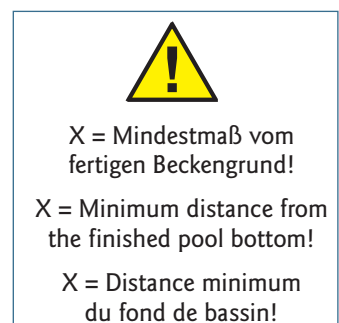 X = Mindestmaß vom
fertigen Beckengrund!
X = Minimum distance from
the finished pool bottom!
X = Distance minimum
du fond de bassin!